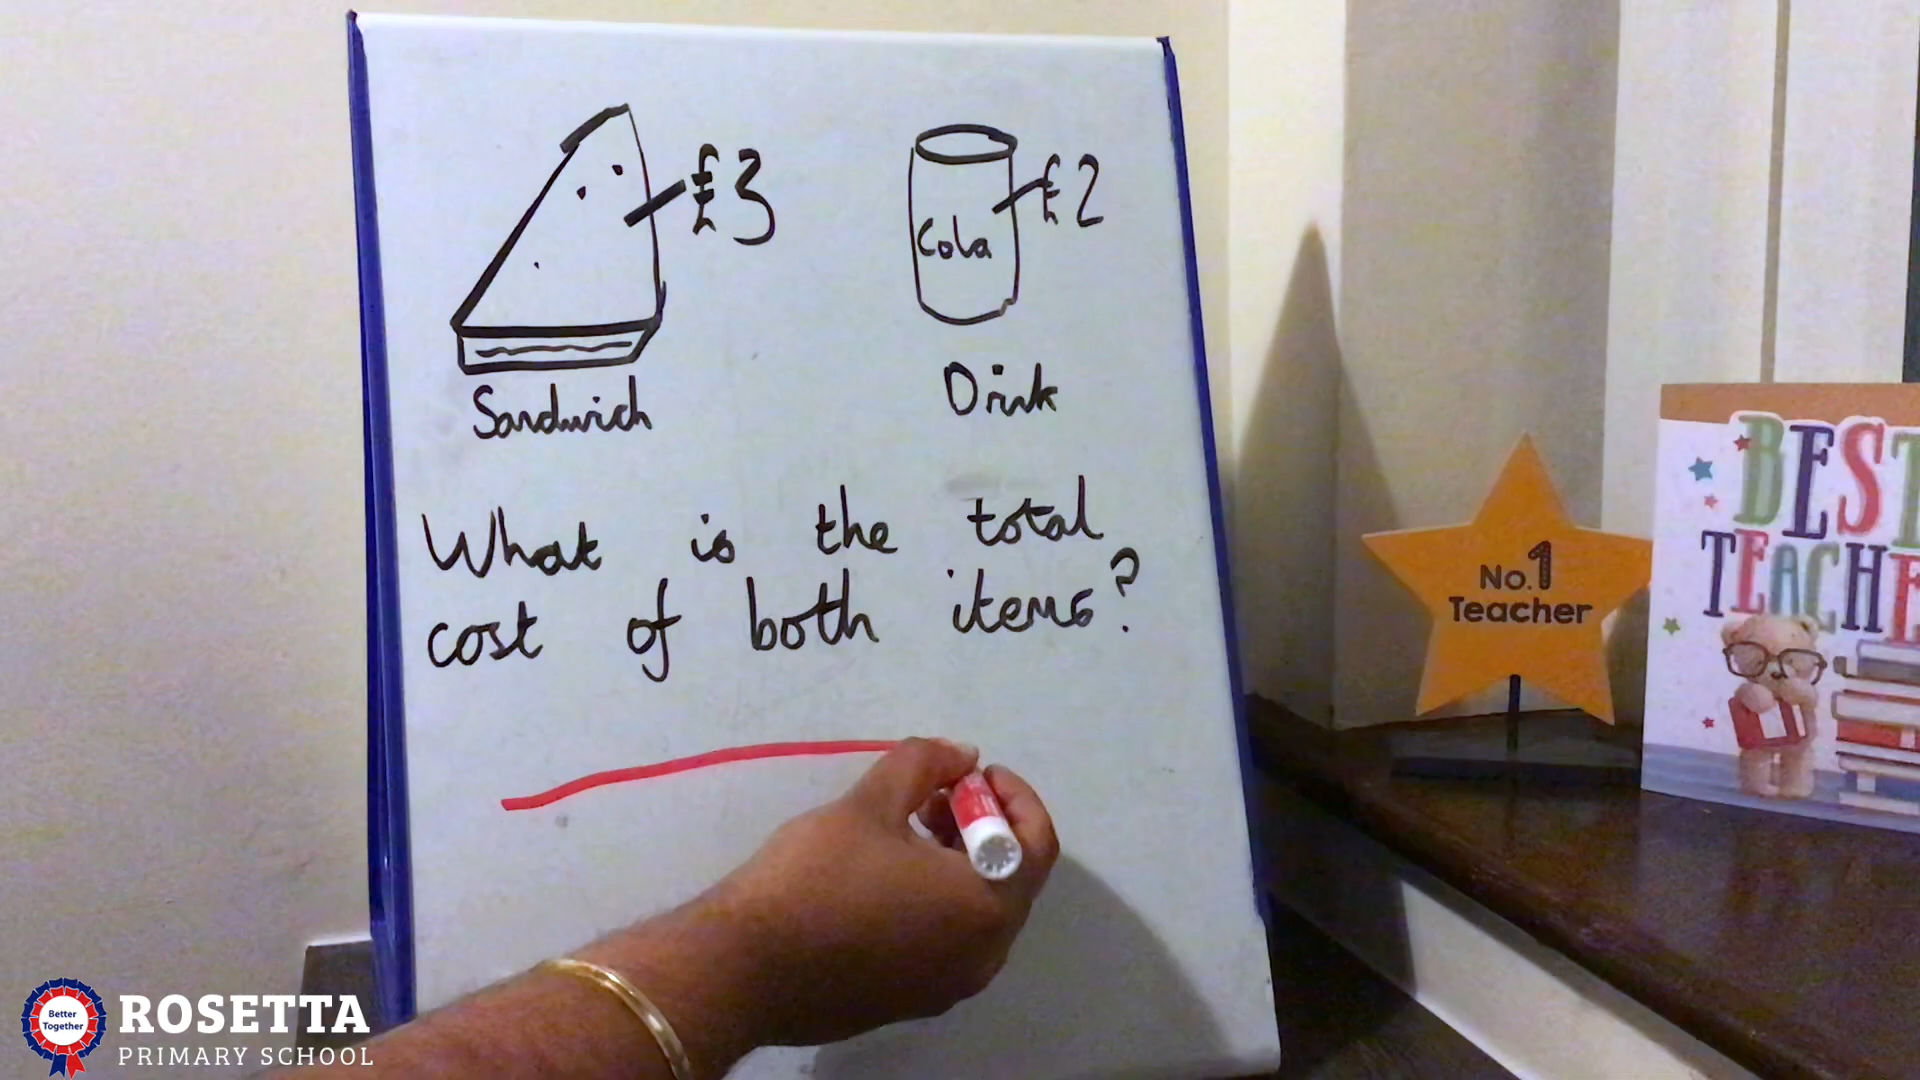 £3
£2
Cola
Sandwich
Drink
What is the total
cost of both items?
No.1
Teacher
BEST
TEACHE
Better
Together
ROSETTA
PRIMARY SCHOOL